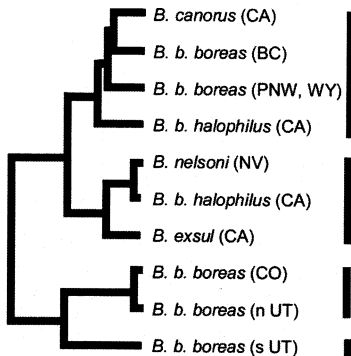 B. canorus (CA)
B. b. boreas (BC)
B. b. boreas (PNW, WY)
B. b. halophilus (CA)
B. nelsoni (NV)
B. b. halophilus (CA)
B. exsul (CA)
B. b. boreas (CO)
B. b. boreas (n UT)
B. b. boreas (s UT)